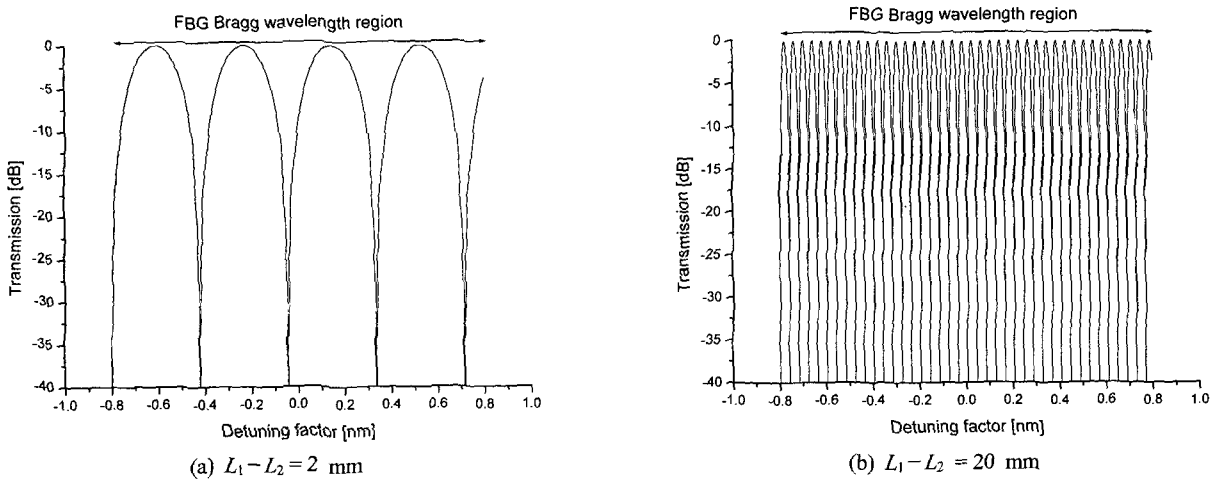 FBG Bragg wavelength region
0
-5
-10
-15
-20
-25
-30
-35
-40
Transmission [dB]
-1.0 -0.8 -0.6 -0.4 -0.2 0.0 0.2 0.4 0.6 0.8 1.0
Detuning factor [nm]
(a) L₁−L₂ = 2 mm
FBG Bragg wavelength region
0
-5
-10
-15
-20
-25
-30
-35
-40
Transmission [dB]
-1.0 -0.8 -0.6 -0.4 -0.2 0.0 0.2 0.4 0.6 0.8 1.0
Detuning factor [nm]
(b) L₁−L₂ = 20 mm